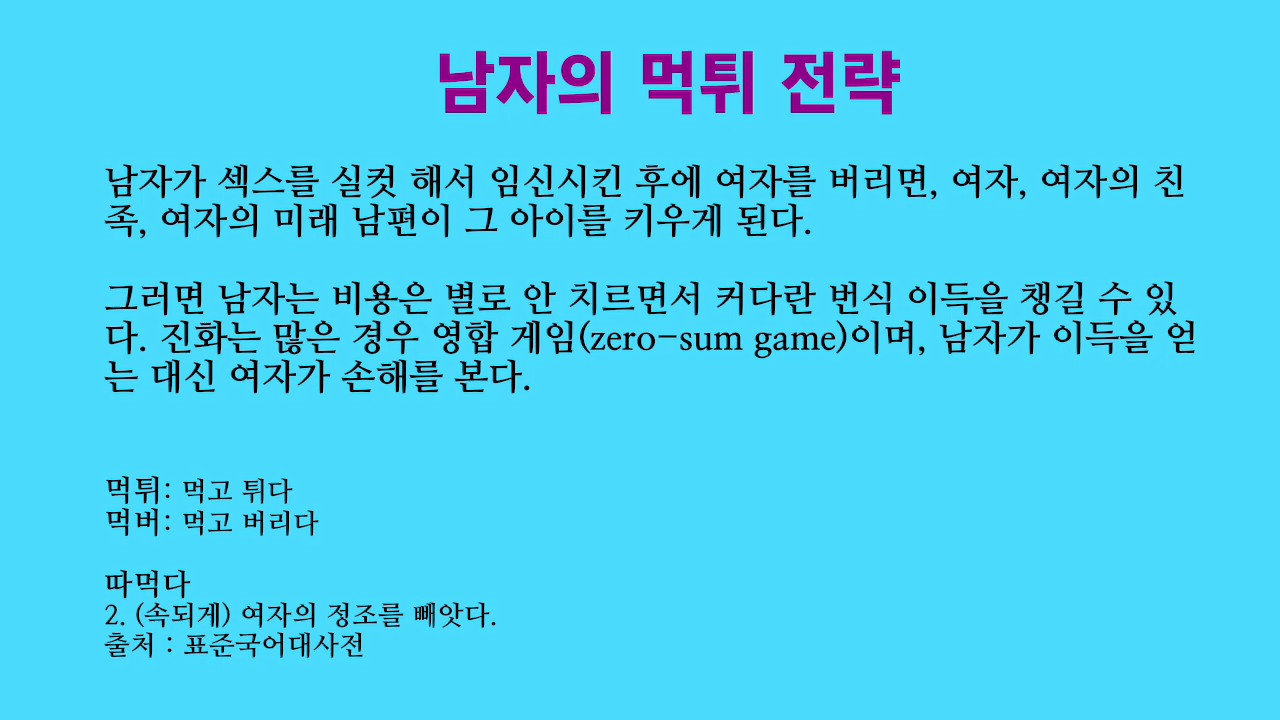 남자의 먹튀 전략
남자가 섹스를 실컷 해서 임신시킨 후에 여자를 버리면, 여자, 여자의 친
족, 여자의 미래 남편이 그 아이를 키우게 된다.
그러면 남자는 비용은 별로 안 치르면서 커다란 번식 이득을 챙길 수 있
다. 진화는 많은 경우 영합 게임(zero-sum game)이며, 남자가 이득을 얻
는 대신 여자가 손해를 본다.
먹튀: 먹고 튀다
먹버: 먹고 버리다
따먹다
2. (속되게) 여자의 정조를 빼앗다.
출처 : 표준국어대사전